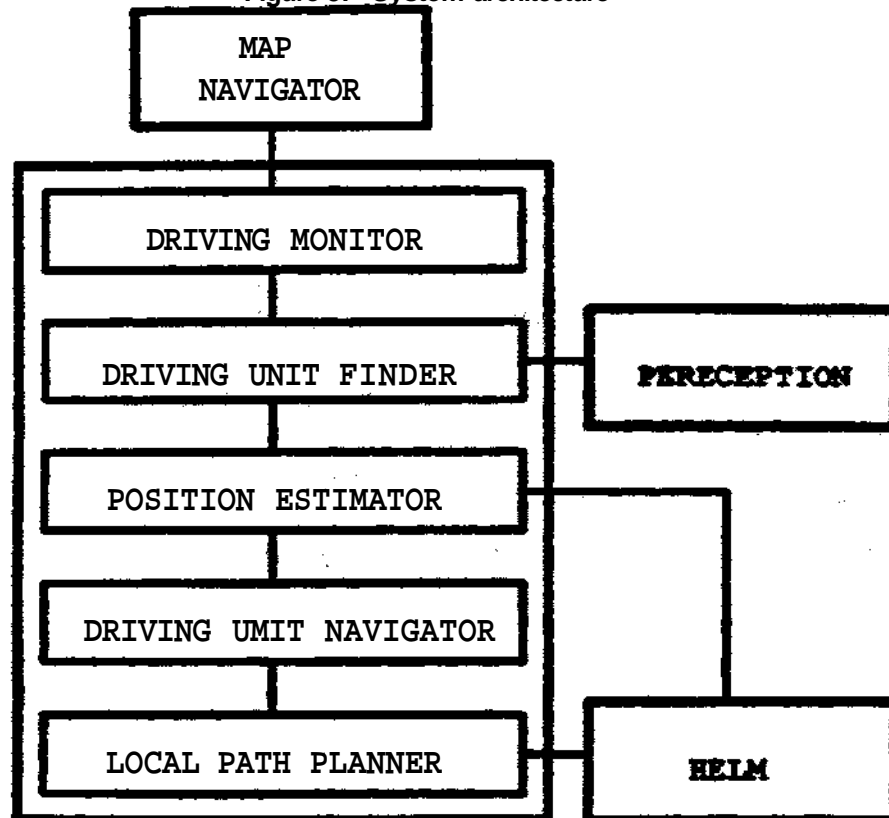 MAP
NAVIGATOR
DRIVING MONITOR
DRIVING UNIT FINDER
PERECEPTION
POSITION ESTIMATOR
DRIVING UMIT NAVIGATOR
LOCAL PATH PLANNER
HELM